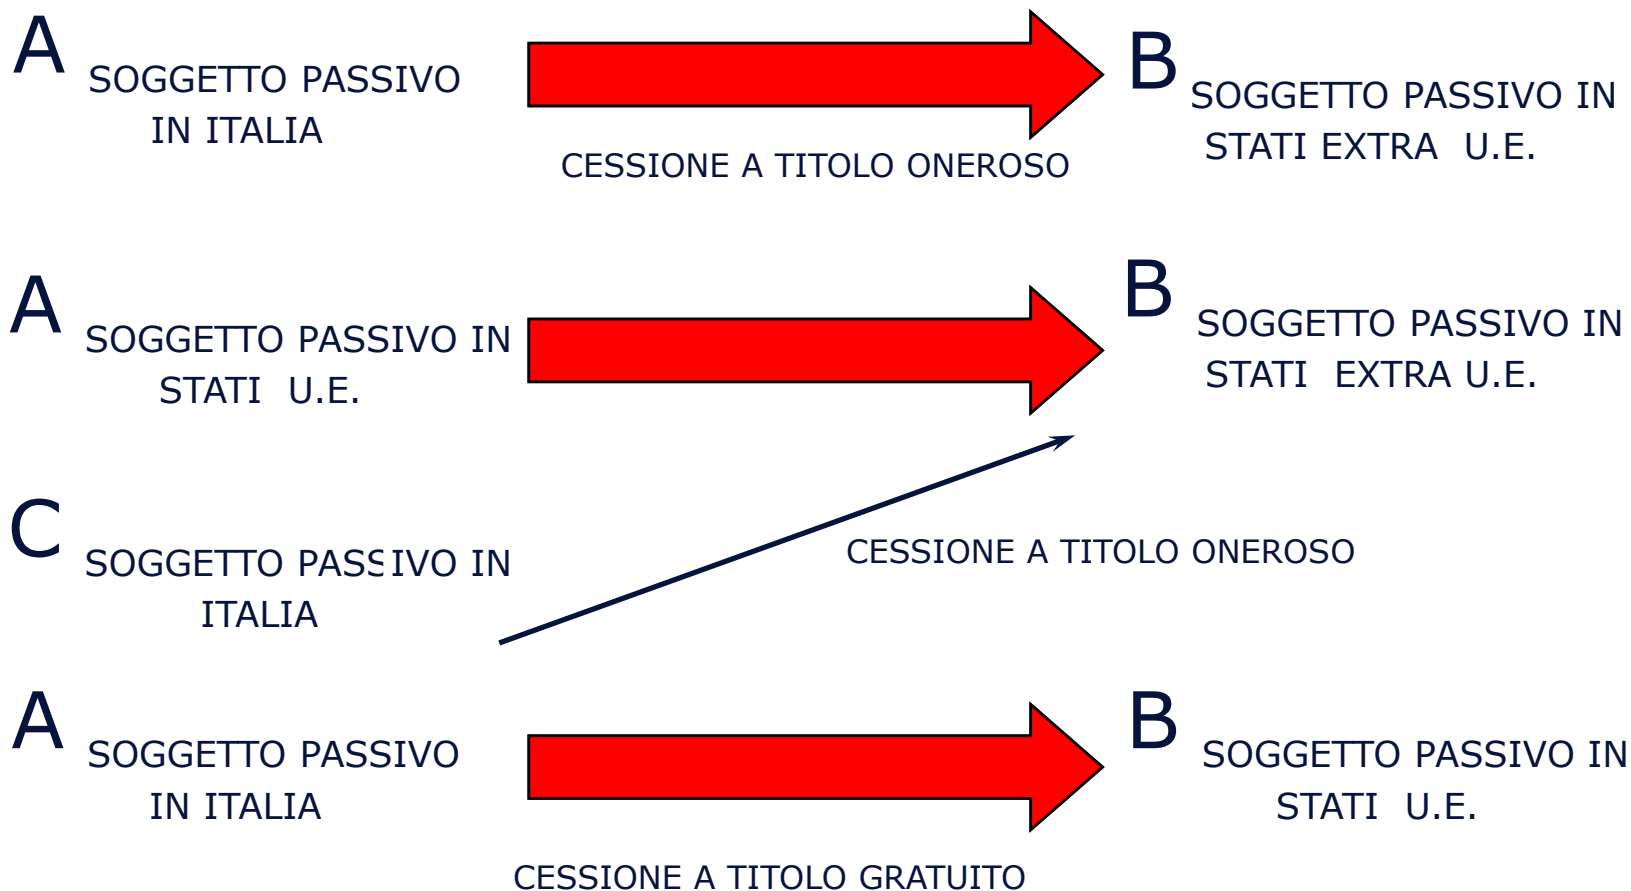 A
SOGGETTO PASSIVO
IN ITALIA
CESSIONE A TITOLO ONEROSO
B
SOGGETTO PASSIVO IN
STATI EXTRA U.E.
A
SOGGETTO PASSIVO IN
STATI U.E.
B
SOGGETTO PASSIVO IN
STATI EXTRA U.E.
C
SOGGETTO PASSIVO IN
ITALIA
CESSIONE A TITOLO ONEROSO
A
SOGGETTO PASSIVO
IN ITALIA
B
SOGGETTO PASSIVO IN
STATI U.E.
CESSIONE A TITOLO GRATUITO